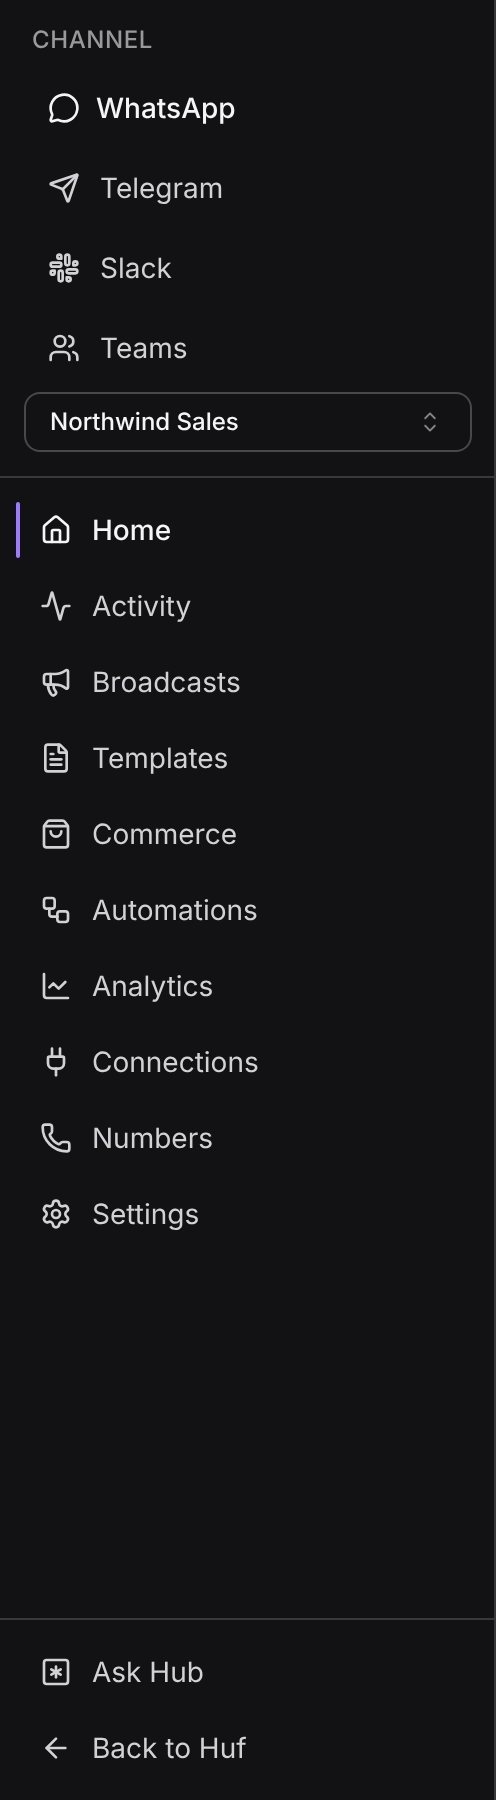 CHANNEL
WhatsApp
Telegram
Slack
Teams
Northwind Sales
Home
Activity
Broadcasts
Templates
Commerce
Automations
Analytics
Connections
Numbers
Settings
Ask Hub
Back to Huf